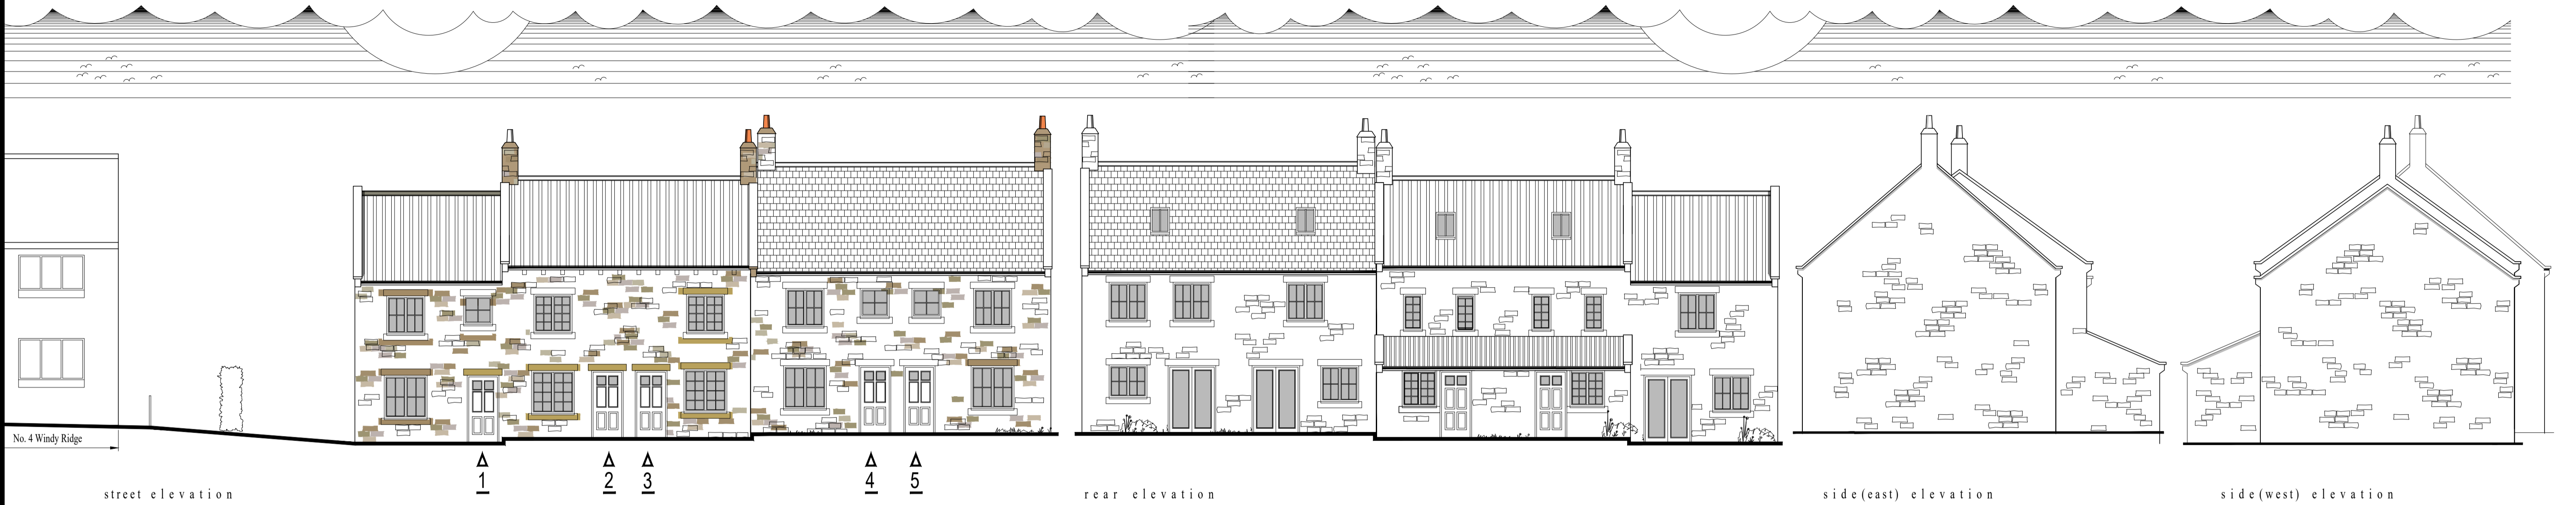 No. 4 Windy Ridge
1 2 3 4 5
street elevation
rear elevation
side(east) elevation
side(west) elevation